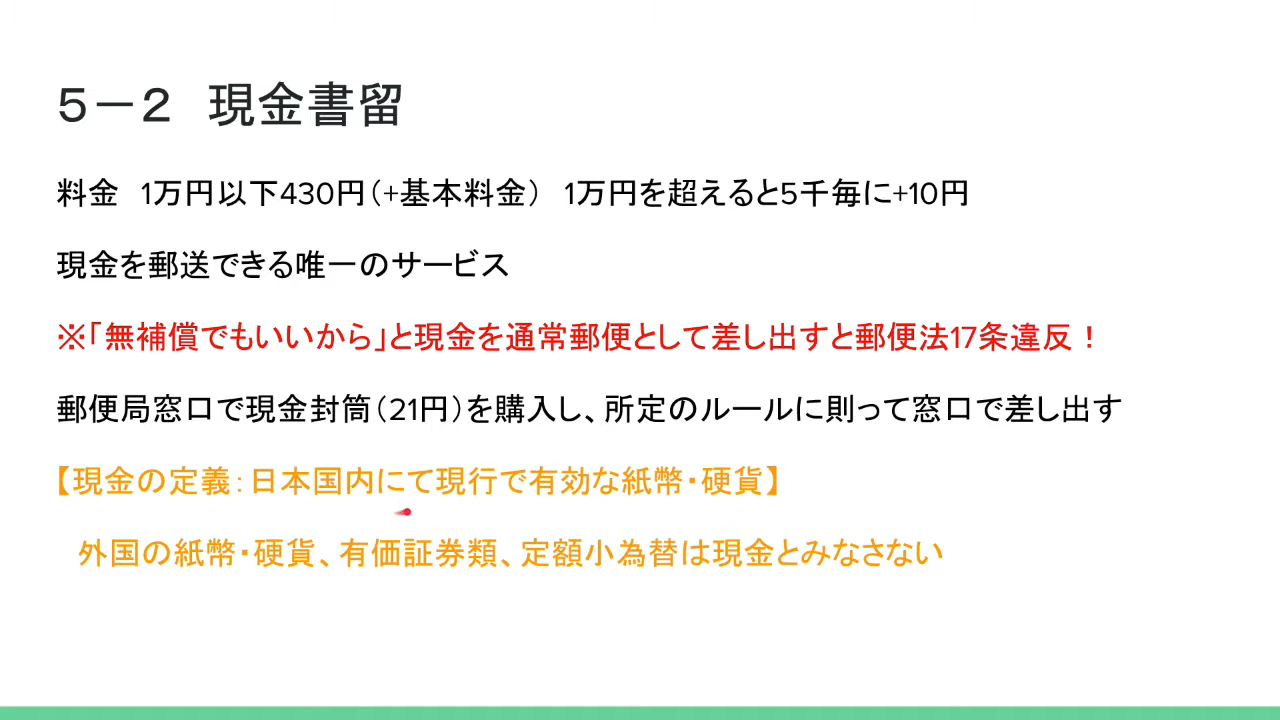 ５－２　現金書留
料金　1万円以下430円（+基本料金）　1万円を超えると5千毎に+10円
現金を郵送できる唯一のサービス
※「無補償でもいいから」と現金を通常郵便として差し出すと郵便法17条違反！
郵便局窓口で現金封筒（21円）を購入し、所定のルールに則って窓口で差し出す
【現金の定義：日本国内にて現行で有効な紙幣・硬貨】
外国の紙幣・硬貨、有価証券類、定額小為替は現金とみなさない